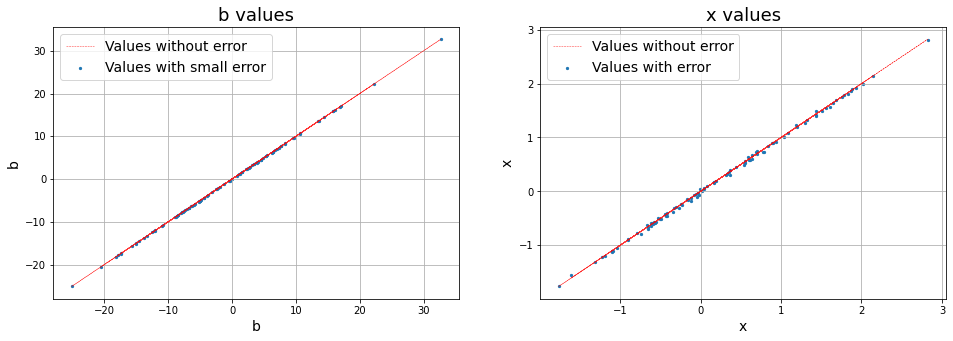 b values
Values without error
Values with small error
30
20
10
0
−10
−20
b
−20
−10
0
10
20
30
b
x values
Values without error
Values with error
3
2
1
0
−1
x
−1
0
1
2
3
x